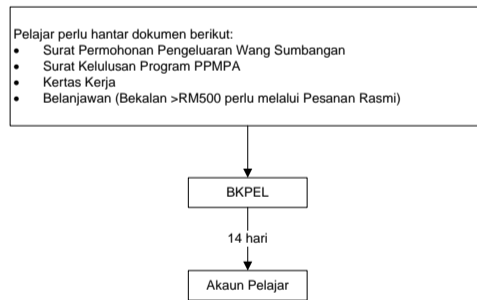 Pelajar perlu hantar dokumen berikut:
• Surat Permohonan Pengeluaran Wang Sumbangan
• Surat Kelulusan Program PPMPA
• Kertas Kerja
• Belanjawan (Bekalan >RM500 perlu melalui Pesanan Rasmi)
BKPEL
14 hari
Akaun Pelajar